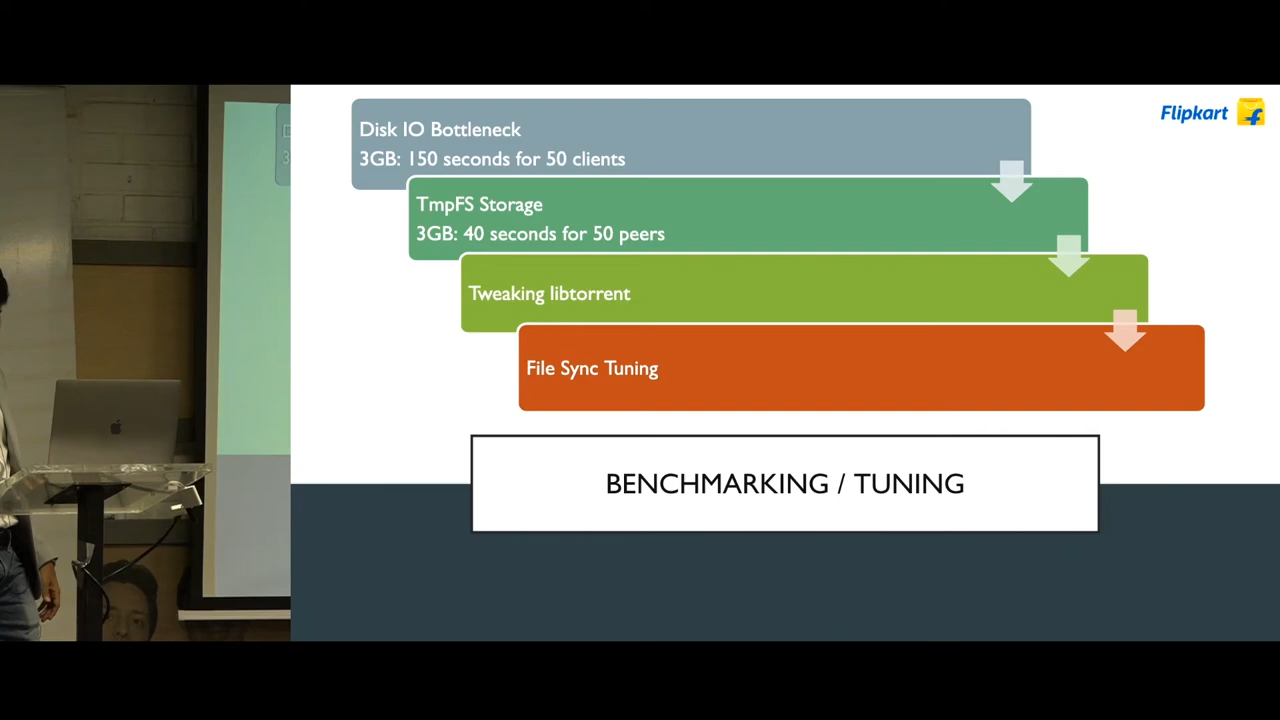 Disk IO Bottleneck
3GB: 150 seconds for 50 clients
Flipkart
TmpFS Storage
3GB: 40 seconds for 50 peers
Tweaking libtorrent
File Sync Tuning
BENCHMARKING / TUNING